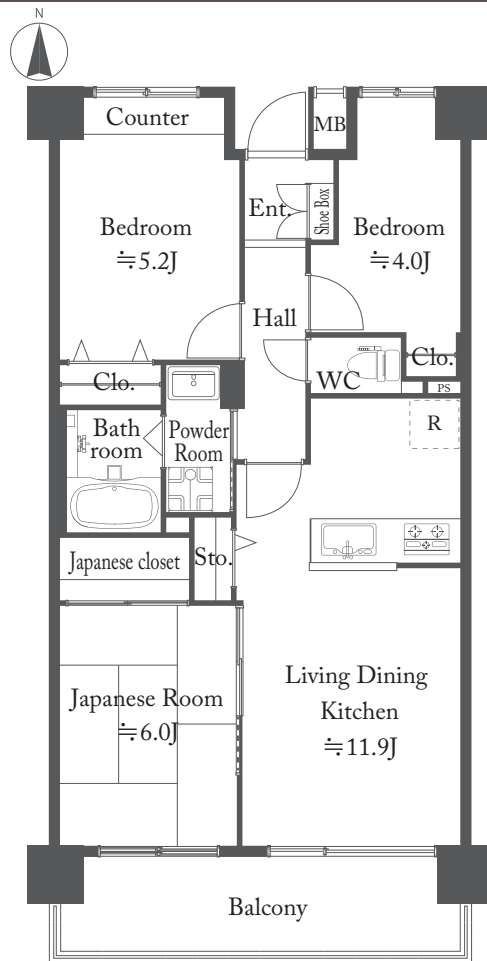 N
Counter
MB
Ent.
Shoe Box
Bedroom
≒5.2J
Bedroom
≒4.0J
Hall
Clo.
Clo.
WC
PS
R
Bath
room
Powder
Room
Japanese closet
Sto.
Japanese Room
≒6.0J
Living Dining
Kitchen
≒11.9J
Balcony